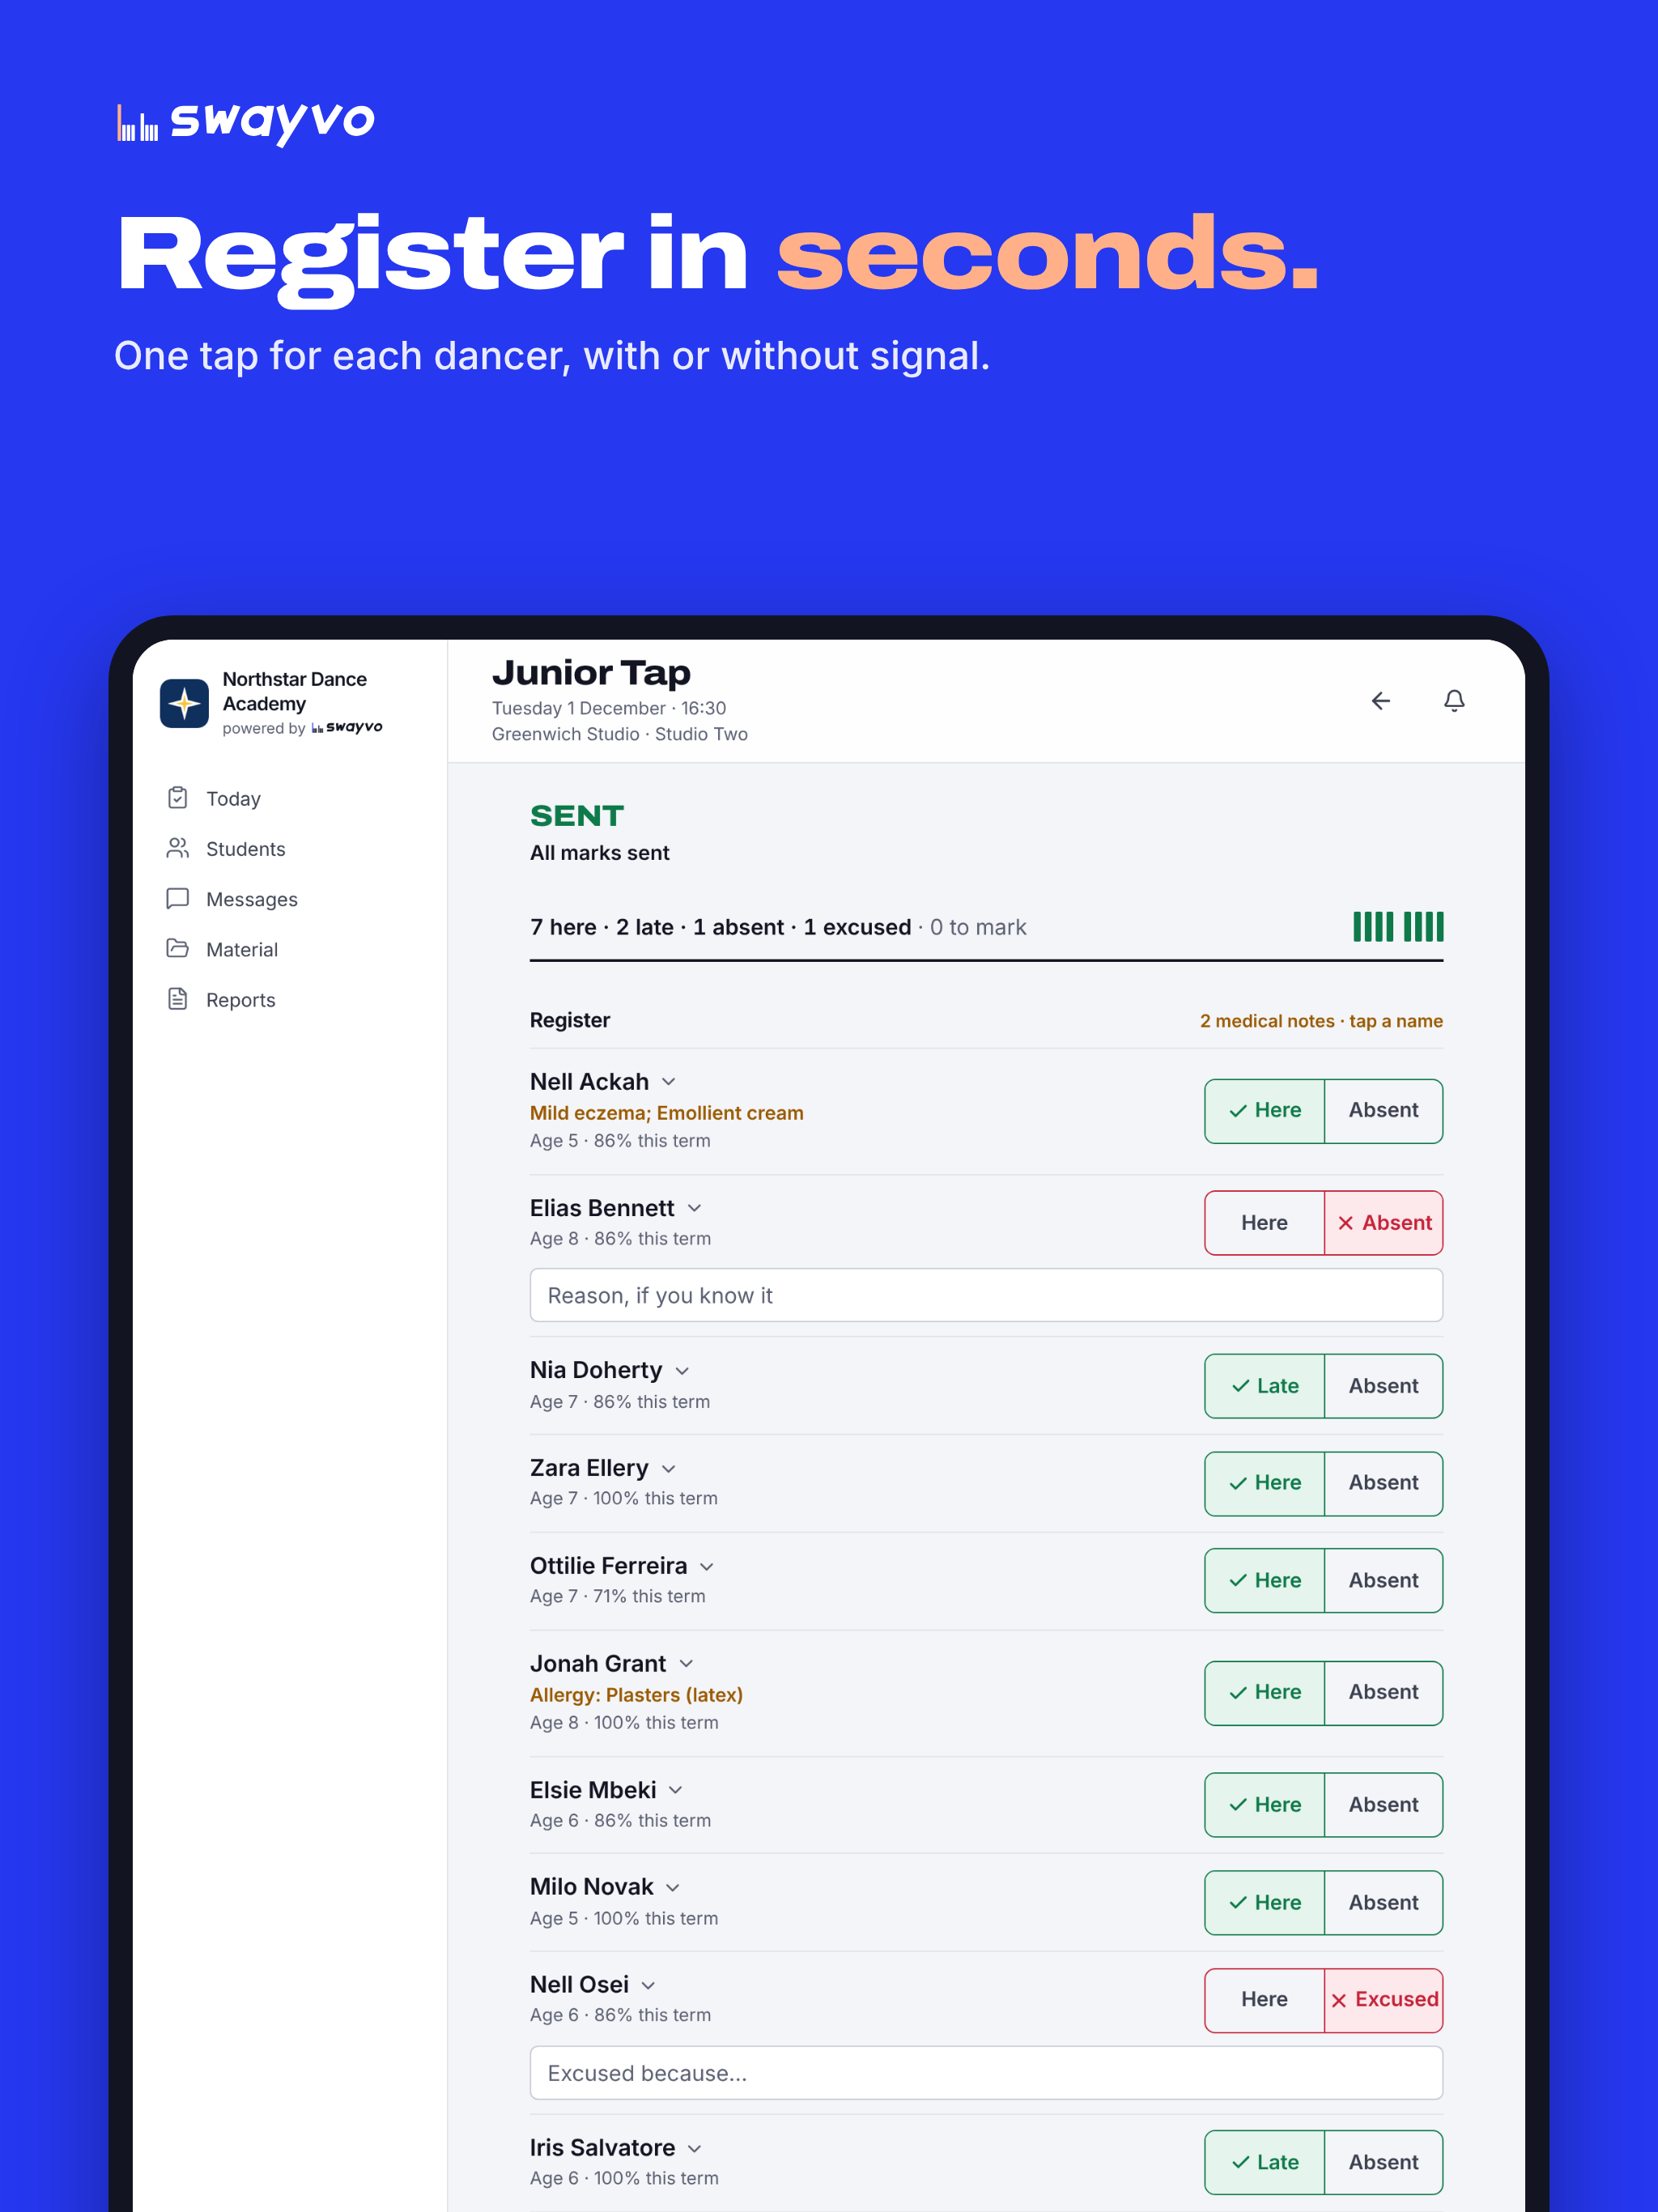 swayvo
Register in seconds.
One tap for each dancer, with or without signal.
Northstar Dance
Academy
powered by swayvo
Today
Students
Messages
Material
Reports
Junior Tap
Tuesday 1 December · 16:30
Greenwich Studio · Studio Two
SENT
All marks sent
7 here · 2 late · 1 absent · 1 excused · 0 to mark
Register
2 medical notes · tap a name
Nell Ackah
Mild eczema; Emollient cream
Age 5 · 86% this term
Here Absent
Elias Bennett
Age 8 · 86% this term
Here Absent
Reason, if you know it
Nia Doherty
Age 7 · 86% this term
Late Absent
Zara Ellery
Age 7 · 100% this term
Here Absent
Ottilie Ferreira
Age 7 · 71% this term
Here Absent
Jonah Grant
Allergy: Plasters (latex)
Age 8 · 100% this term
Here Absent
Elsie Mbeki
Age 6 · 86% this term
Here Absent
Milo Novak
Age 5 · 100% this term
Here Absent
Nell Osei
Age 6 · 86% this term
Here Excused
Excused because...
Iris Salvatore
Age 6 · 100% this term
Late Absent